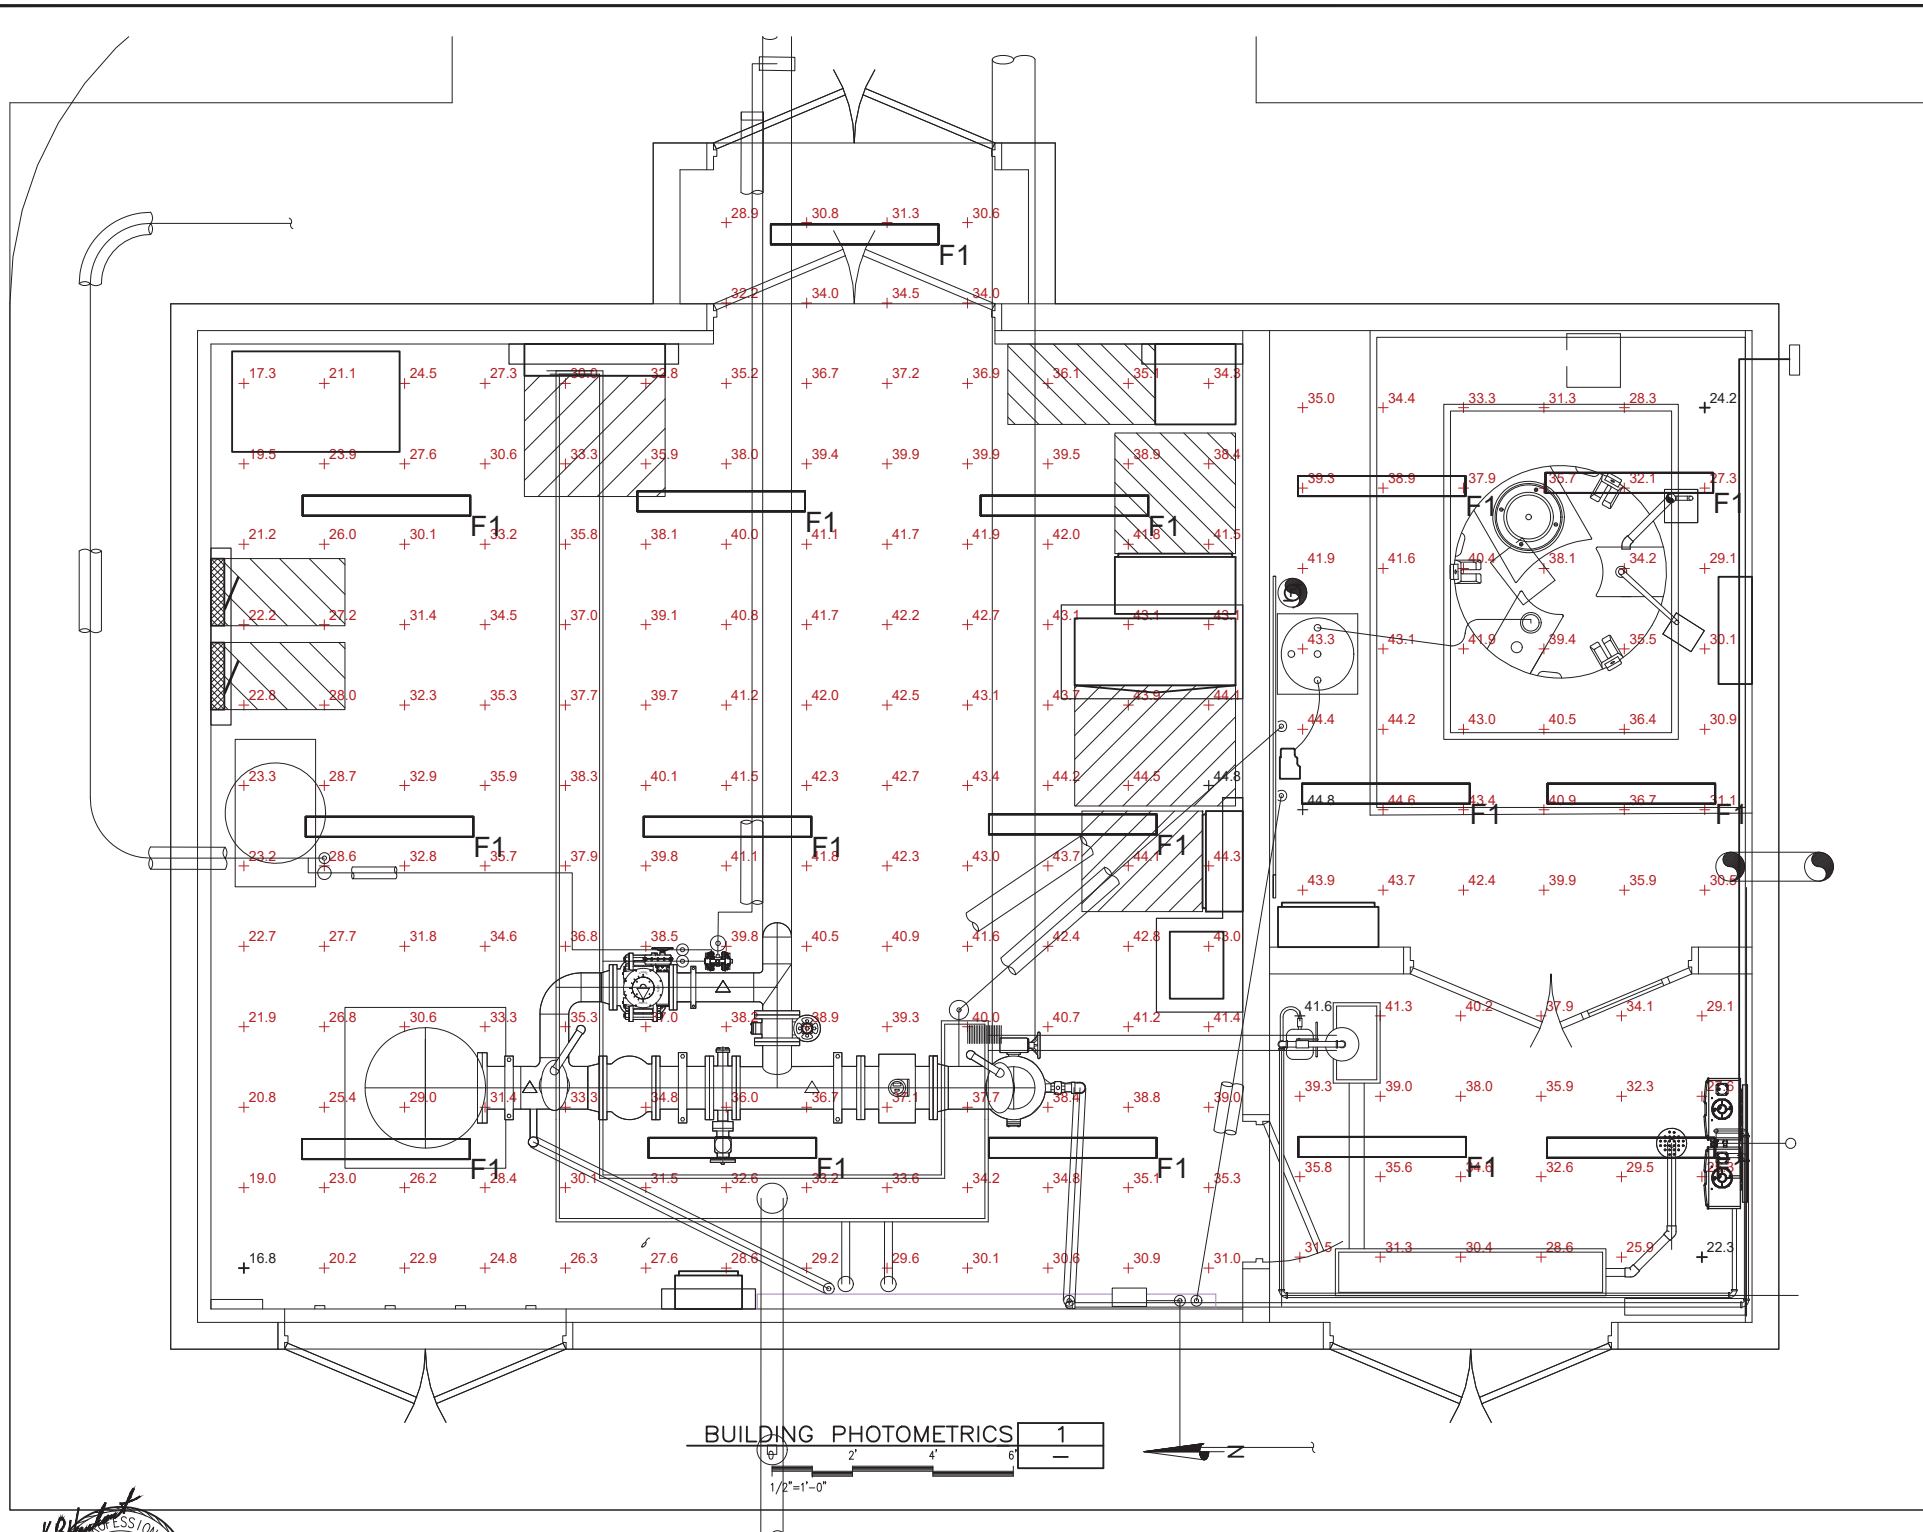 28.9 30.8 31.3 30.6
F1
32.2 34.0 34.5 34.0
17.3 21.1 24.5 27.3 30.0 32.8 35.2 36.7 37.2 36.9 36.1 35.1 34.3
35.0 34.4 33.3 31.3 28.3 24.2
19.5 23.9 27.6 30.6 33.3 35.9 38.0 39.4 39.9 39.9 39.5 38.9 38.4
39.3 38.9 37.9 35.7 32.1 27.3
F1 F1 F1 F1 F1
21.2 26.0 30.1 33.2 35.8 38.1 40.0 41.1 41.7 41.9 42.0 41.8 41.5
41.9 41.6 40.4 38.1 34.2 29.1
22.2 27.2 31.4 34.5 37.0 39.1 40.8 41.7 42.2 42.7 43.1 43.1 43.1
43.3 43.1 41.9 39.4 35.5 30.1
22.8 28.0 32.3 35.3 37.7 39.7 41.2 42.0 42.5 43.1 43.7 43.9 44.1
44.4 44.2 43.0 40.5 36.4 30.9
23.3 28.7 32.9 35.9 38.3 40.1 41.5 42.3 42.7 43.4 44.2 44.5 44.8
44.8 44.6 43.4 40.9 36.7 31.1
F1 F1 F1 F1 F1
23.2 28.6 32.8 35.7 37.9 39.8 41.1 41.8 42.3 43.0 43.7 44.1 44.3
43.9 43.7 42.4 39.9 35.9 30.5
22.7 27.7 31.8 34.6 36.8 38.5 39.8 40.5 40.9 41.6 42.4 42.8 43.0
41.6 41.3 40.2 37.9 34.1 29.1
21.9 26.8 30.6 33.3 35.3 37.0 38.2 38.9 39.3 40.0 40.7 41.2 41.4
39.3 39.0 38.0 35.9 32.3
20.8 25.4 29.0 31.4 33.3 34.8 36.0 36.7 37.1 37.7 38.4 38.8 39.0
F1 F1 F1 F1
35.8 35.6 34.6 32.6 29.5
19.0 23.0 26.2 28.4 30.1 31.5 32.6 33.2 33.6 34.2 34.8 35.1 35.3
31.5 31.3 30.4 28.6 25.9 22.3
16.8 20.2 22.9 24.8 26.3 27.6 28.6 29.2 29.6 30.1 30.6 30.9 31.0
BUILDING PHOTOMETRICS 1
0 2' 4' 6'
N
1/2"=1'-0"